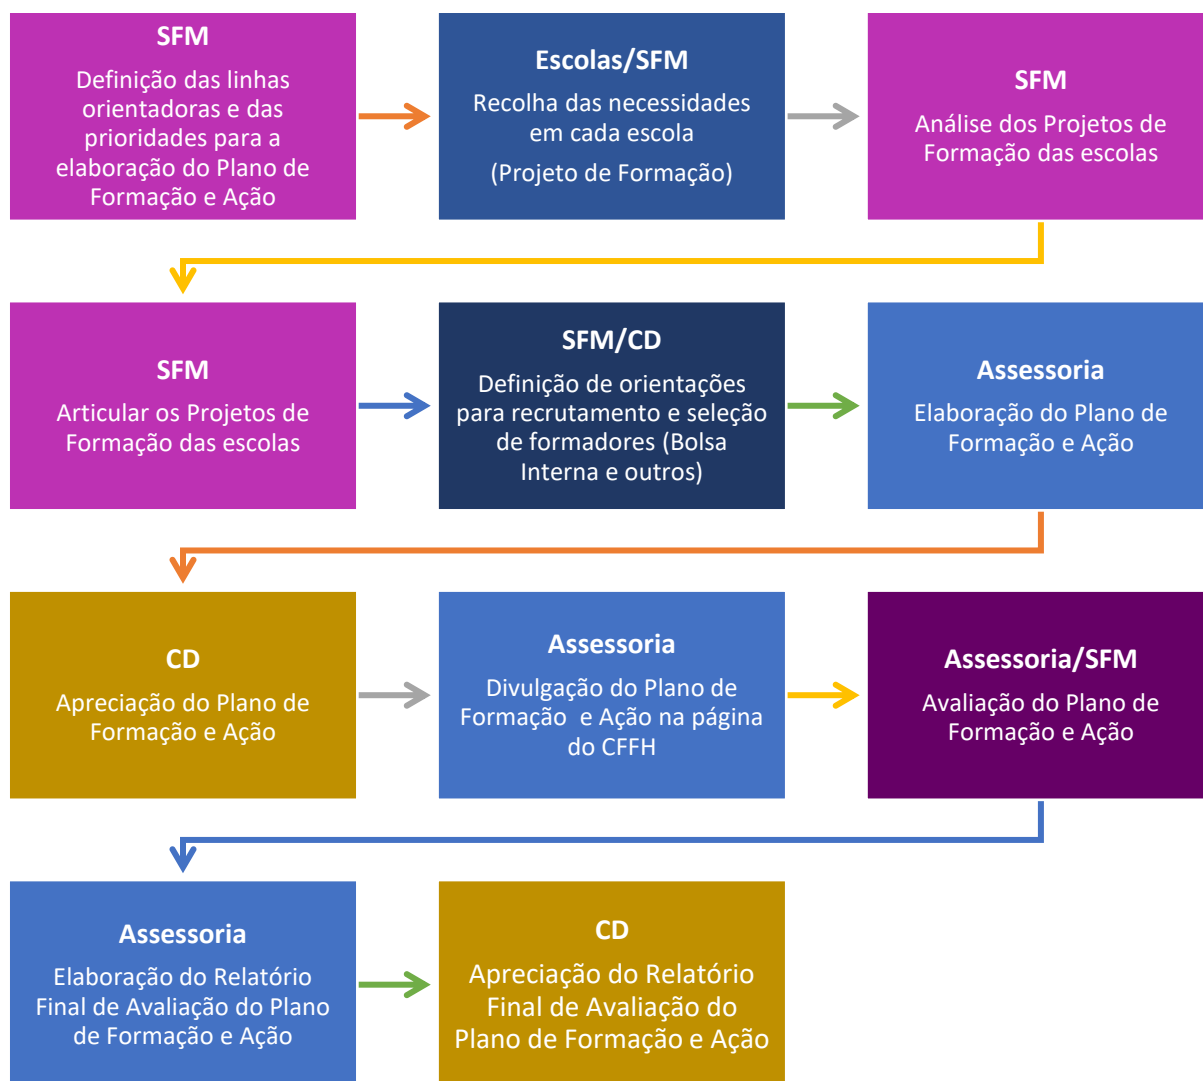 SFM
Definição das linhas
orientadoras e das
prioridades para a
elaboração do Plano de
Formação e Ação
Escolas/SFM
Recolha das necessidades
em cada escola
(Projeto de Formação)
SFM
Análise dos Projetos de
Formação das escolas
SFM
Articular os Projetos de
Formação das escolas
SFM/CD
Definição de orientações
para recrutamento e seleção
de formadores (Bolsa
Interna e outros)
Assessoria
Elaboração do Plano de
Formação e Ação
CD
Apreciação do Plano de
Formação e Ação
Assessoria
Divulgação do Plano de
Formação  e Ação na página
do CFFH
Assessoria/SFM
Avaliação do Plano de
Formação e Ação
Assessoria
Elaboração do Relatório
Final de Avaliação do Plano
de Formação e Ação
CD
Apreciação do Relatório
Final de Avaliação do
Plano de Formação e Ação